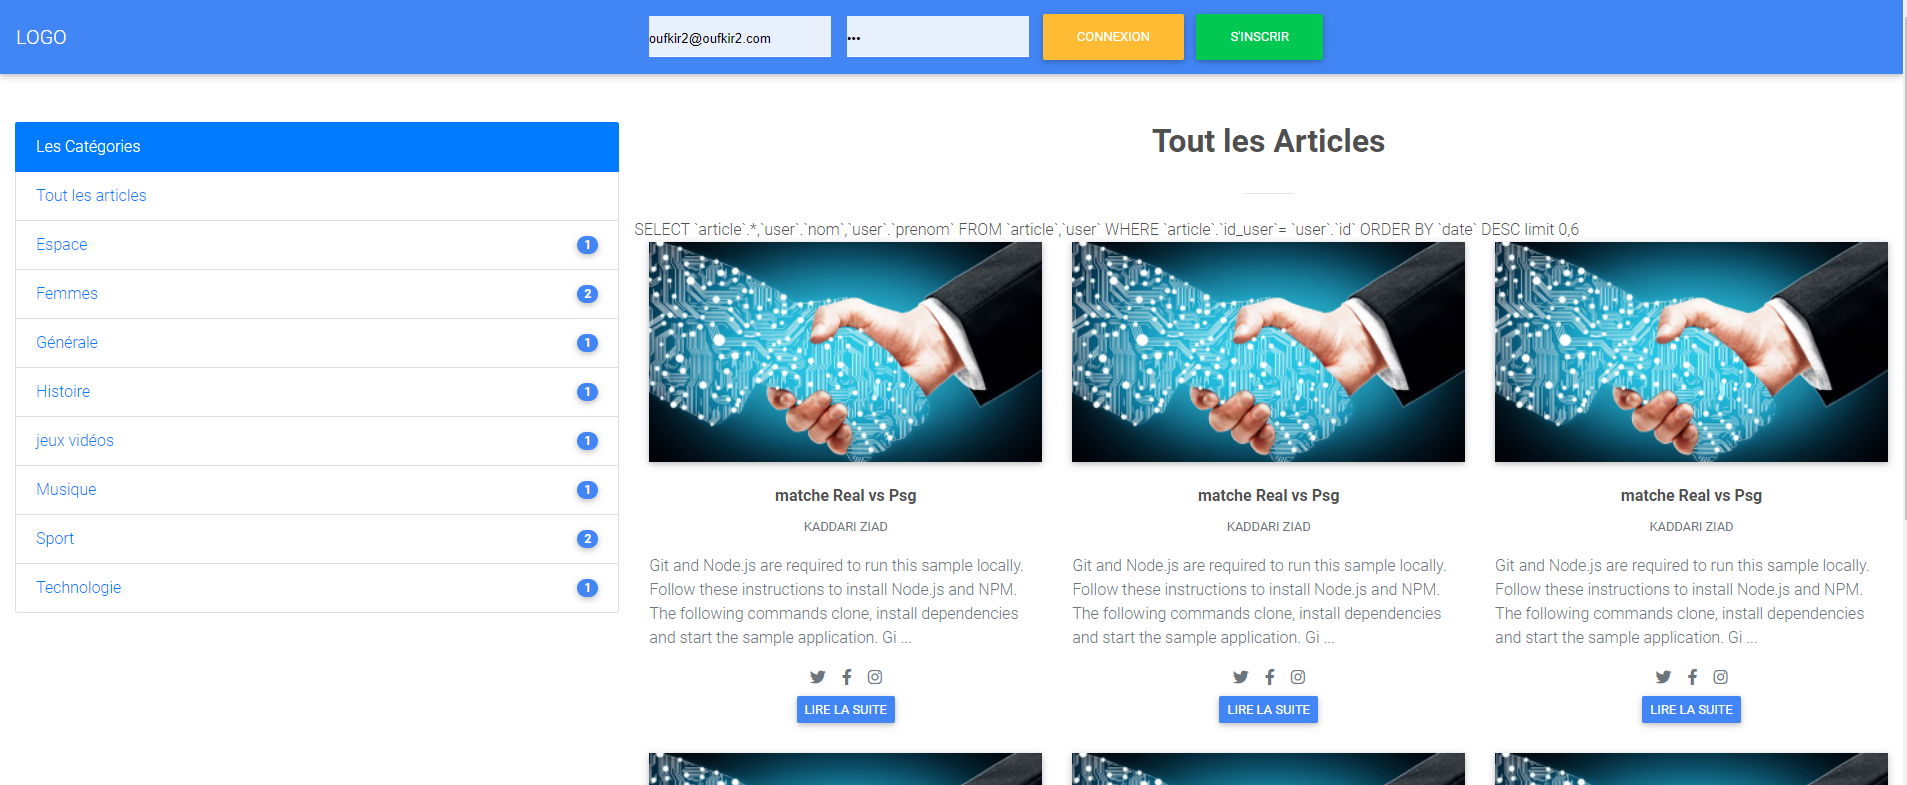 LOGO
oufkir2@oufkir2.com
•••
CONNEXION
S'INSCRIR
Les Catégories
Tout les articles
Espace 1
Femmes 2
Générale 1
Histoire 1
jeux vidéos 1
Musique 1
Sport 2
Technologie 1
Tout les Articles
SELECT `article`.*,`user`.`nom`,`user`.`prenom` FROM `article`,`user` WHERE `article`.`id_user`= `user`.`id` ORDER BY `date` DESC limit 0,6
matche Real vs Psg
KADDARI ZIAD
Git and Node.js are required to run this sample locally.
Follow these instructions to install Node.js and NPM.
The following commands clone, install dependencies
and start the sample application. Gi ...
LIRE LA SUITE
matche Real vs Psg
KADDARI ZIAD
Git and Node.js are required to run this sample locally.
Follow these instructions to install Node.js and NPM.
The following commands clone, install dependencies
and start the sample application. Gi ...
LIRE LA SUITE
matche Real vs Psg
KADDARI ZIAD
Git and Node.js are required to run this sample locally.
Follow these instructions to install Node.js and NPM.
The following commands clone, install dependencies
and start the sample application. Gi ...
LIRE LA SUITE